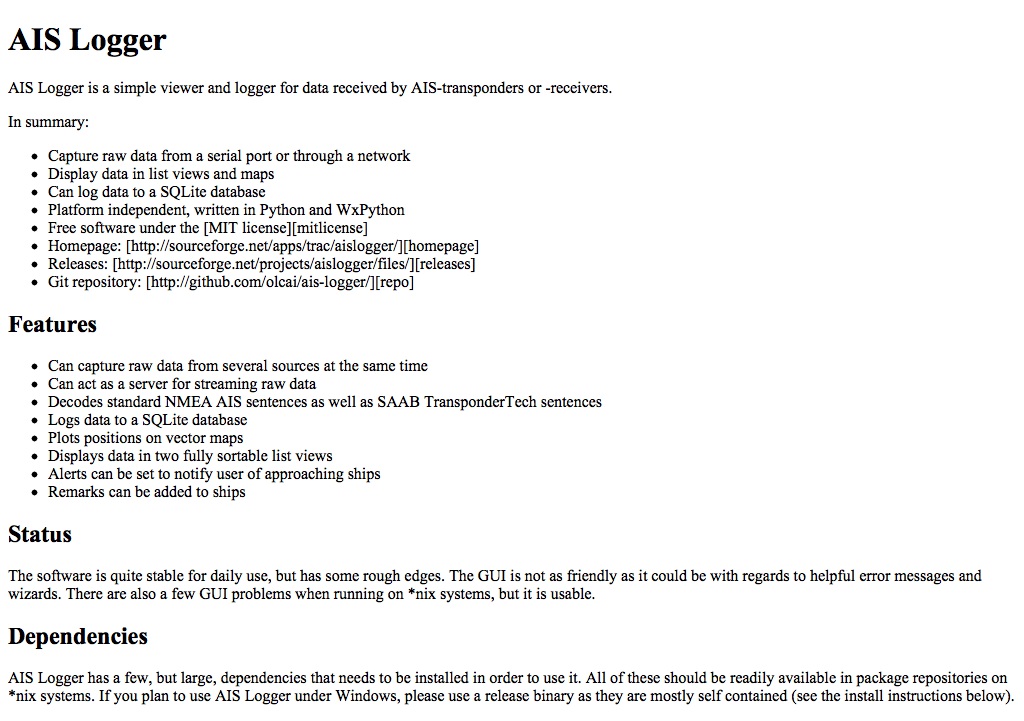 AIS Logger
AIS Logger is a simple viewer and logger for data received by AIS-transponders or -receivers.
In summary:
• Capture raw data from a serial port or through a network
• Display data in list views and maps
• Can log data to a SQLite database
• Platform independent, written in Python and WxPython
• Free software under the [MIT license][mitlicense]
• Homepage: [http://sourceforge.net/apps/trac/aislogger/][homepage]
• Releases: [http://sourceforge.net/projects/aislogger/files/][releases]
• Git repository: [http://github.com/olcai/ais-logger/][repo]
Features
• Can capture raw data from several sources at the same time
• Can act as a server for streaming raw data
• Decodes standard NMEA AIS sentences as well as SAAB TransponderTech sentences
• Logs data to a SQLite database
• Plots positions on vector maps
• Displays data in two fully sortable list views
• Alerts can be set to notify user of approaching ships
• Remarks can be added to ships
Status
The software is quite stable for daily use, but has some rough edges. The GUI is not as friendly as it could be with regards to helpful error messages and
wizards. There are also a few GUI problems when running on *nix systems, but it is usable.
Dependencies
AIS Logger has a few, but large, dependencies that needs to be installed in order to use it. All of these should be readily available in package repositories on
*nix systems. If you plan to use AIS Logger under Windows, please use a release binary as they are mostly self contained (see the install instructions below).